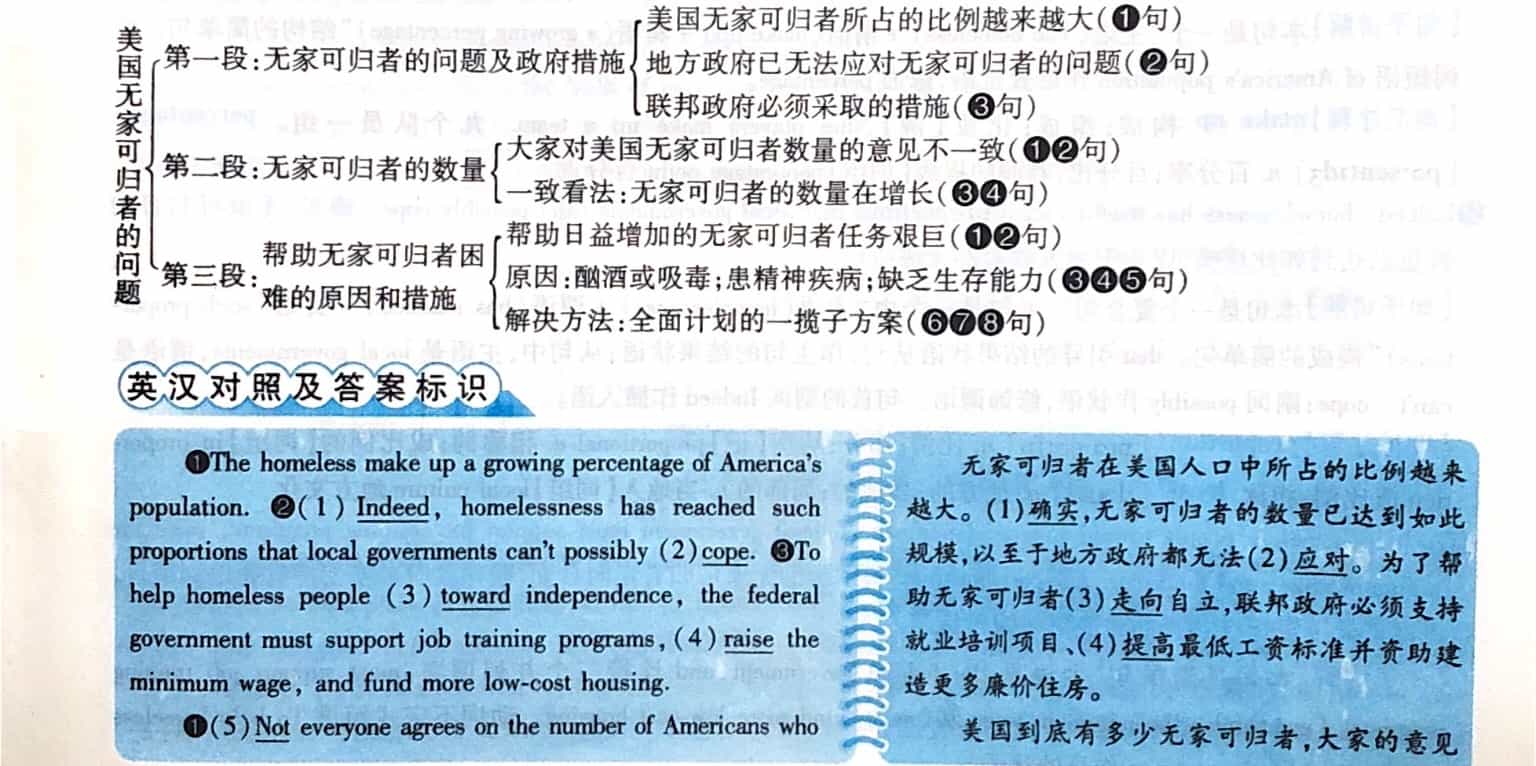 美国无家可归者的问题
第一段:无家可归者的问题及政府措施
美国无家可归者所占的比例越来越大(❶句)
地方政府已无法应对无家可归者的问题(❷句)
联邦政府必须采取的措施(❸句)
第二段:无家可归者的数量
大家对美国无家可归者数量的意见不一致(❶❷句)
一致看法:无家可归者的数量在增长(❸❹句)
第三段:帮助无家可归者困
难的原因和措施
帮助日益增加的无家可归者任务艰巨(❶❷句)
原因:酗酒或吸毒;患精神疾病;缺乏生存能力(❸❹❺句)
解决方法:全面计划的一揽子方案(❻❼❽句)
英汉对照及答案标识
❶The homeless make up a growing percentage of America's
population. ❷(1) Indeed, homelessness has reached such
proportions that local governments can't possibly (2) cope. ❸To
help homeless people (3) toward independence, the federal
government must support job training programs, (4) raise the
minimum wage, and fund more low-cost housing.
❶(5) Not everyone agrees on the number of Americans who
无家可归者在美国人口中所占的比例越来
越大。(1)确实,无家可归者的数量已达到如此
规模,以至于地方政府都无法(2)应对。为了帮
助无家可归者(3)走向自立,联邦政府必须支持
就业培训项目、(4)提高最低工资标准并资助建
造更多廉价住房。
美国到底有多少无家可归者,大家的意见